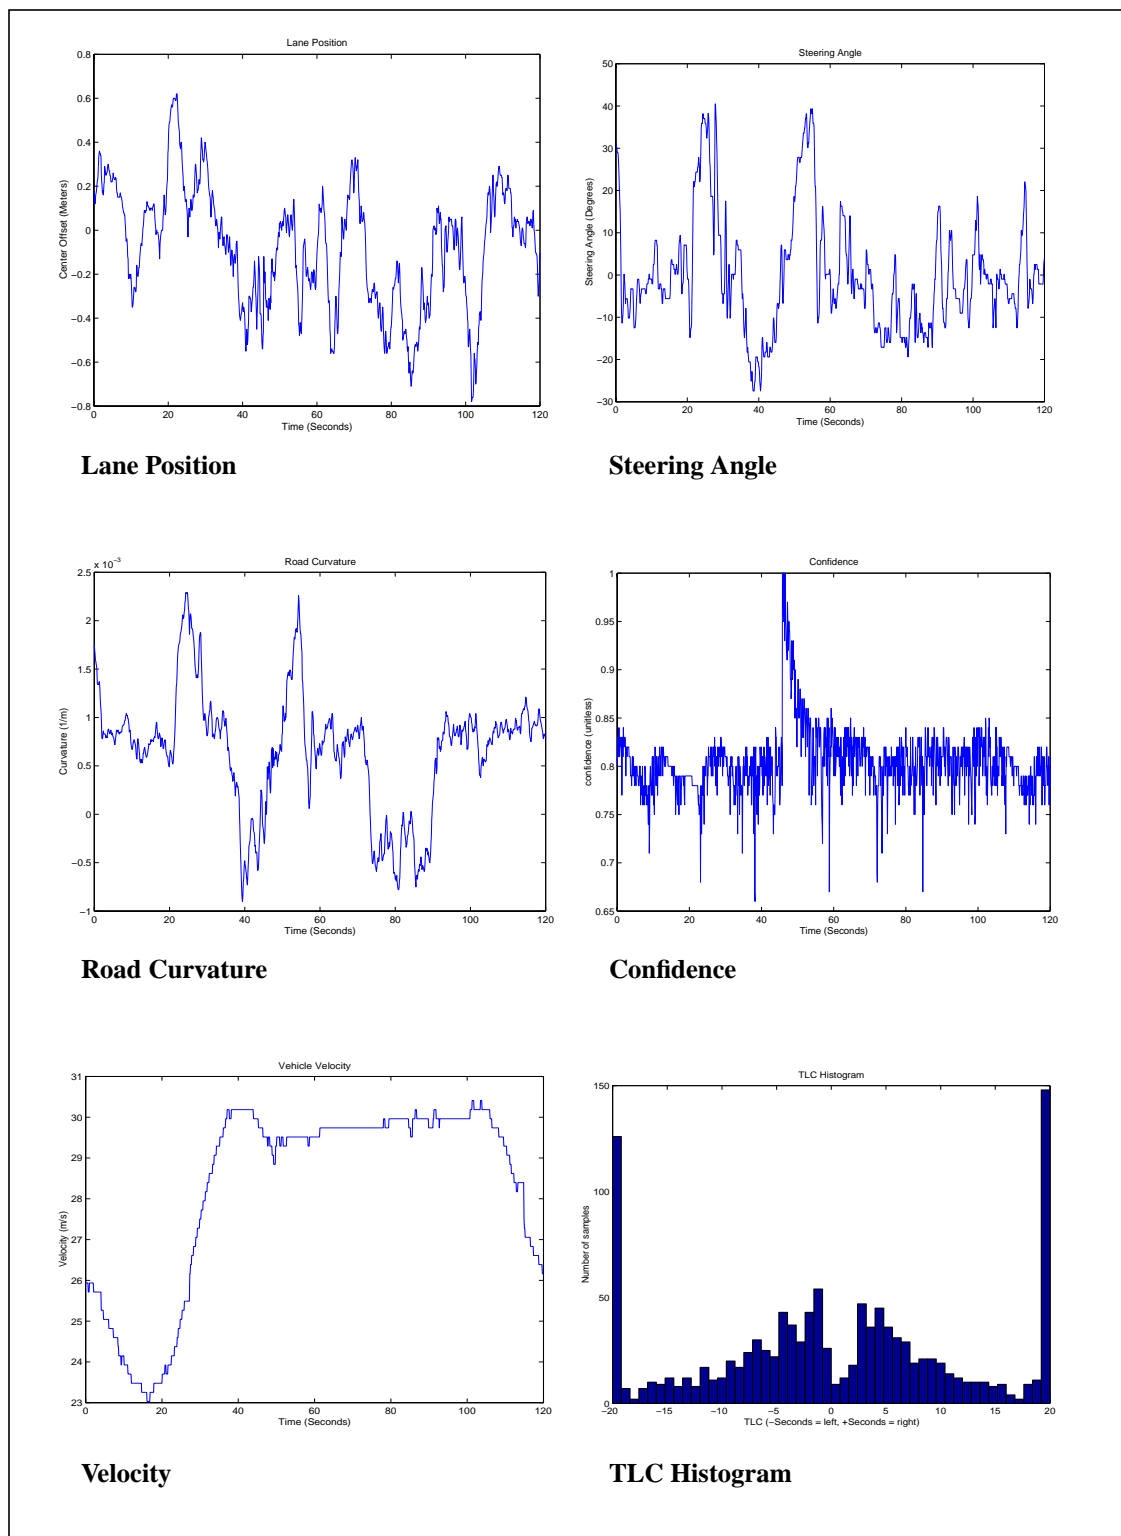 Lane Position
0.8
0.6
0.4
0.2
0
−0.2
−0.4
−0.6
−0.8
Center Offset (Meters)
0 20 40 60 80 100 120
Time (Seconds)
Lane Position
Steering Angle
50
40
30
20
10
0
−10
−20
−30
Steering Angle (Degrees)
0 20 40 60 80 100 120
Time (Seconds)
Steering Angle
Road Curvature
x 10−3
2.5
2
1.5
1
0.5
0
−0.5
−1
Curvature (1/m)
0 20 40 60 80 100 120
Time (Seconds)
Road Curvature
Confidence
1
0.95
0.9
0.85
0.8
0.75
0.7
0.65
confidence (unitless)
0 20 40 60 80 100 120
Time (Seconds)
Confidence
Vehicle Velocity
31
30
29
28
27
26
25
24
23
Velocity (m/s)
0 20 40 60 80 100 120
Time (Seconds)
Velocity
TLC Histogram
150
100
50
0
Number of samples
−20 −15 −10 −5 0 5 10 15 20
TLC (−Seconds = left, +Seconds = right)
TLC Histogram